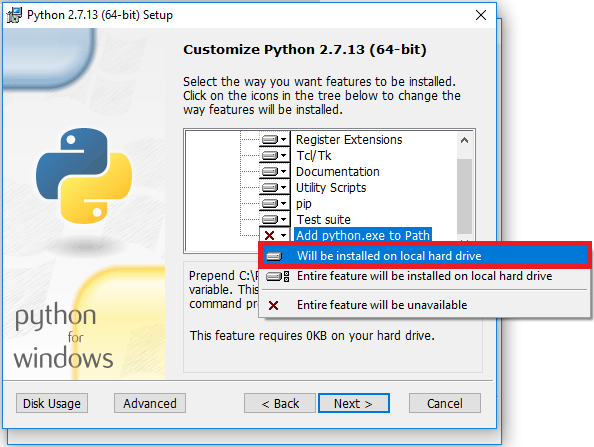 Python 2.7.13 (64-bit) Setup
Customize Python 2.7.13 (64-bit)
Select the way you want features to be installed.
Click on the icons in the tree below to change the
way features will be installed.
Register Extensions
Tcl/Tk
Documentation
Utility Scripts
pip
Test suite
Add python.exe to Path
Will be installed on local hard drive
Entire feature will be installed on local hard drive
Entire feature will be unavailable
Prepend C:\
variable. This
command
This feature requires 0KB on your hard drive.
python
for
windows
Disk Usage
Advanced
< Back
Next >
Cancel